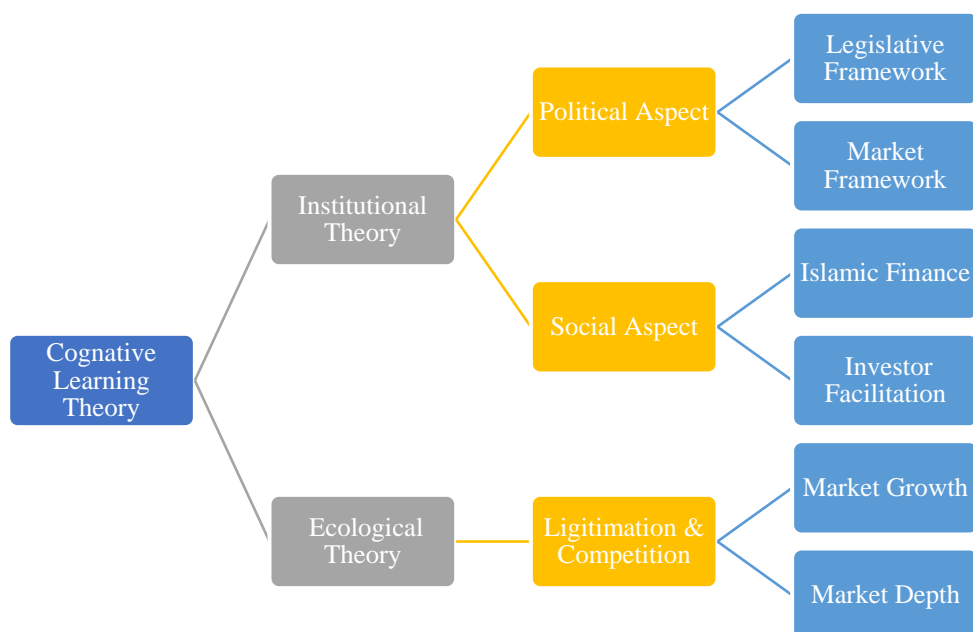 Legislative
Framework
Political Aspect
Market
Framework
Institutional
Theory
Islamic Finance
Social Aspect
Investor
Facilitation
Cognative
Learning
Theory
Market Growth
Ecological
Theory
Ligitimation &
Competition
Market Depth